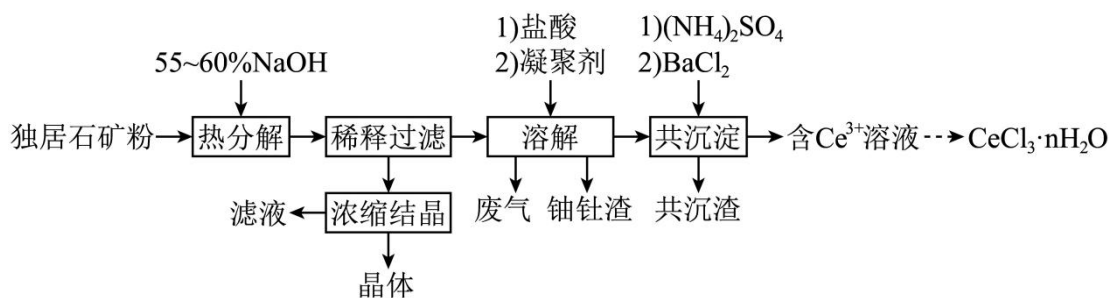 1)盐酸
2)凝聚剂
1)(NH₄)₂SO₄
2)BaCl₂
55~60%NaOH
独居石矿粉
热分解
稀释过滤
溶解
共沉淀
含Ce³⁺溶液
CeCl₃·nH₂O
滤液
浓缩结晶
废气
铀钍渣
共沉渣
晶体